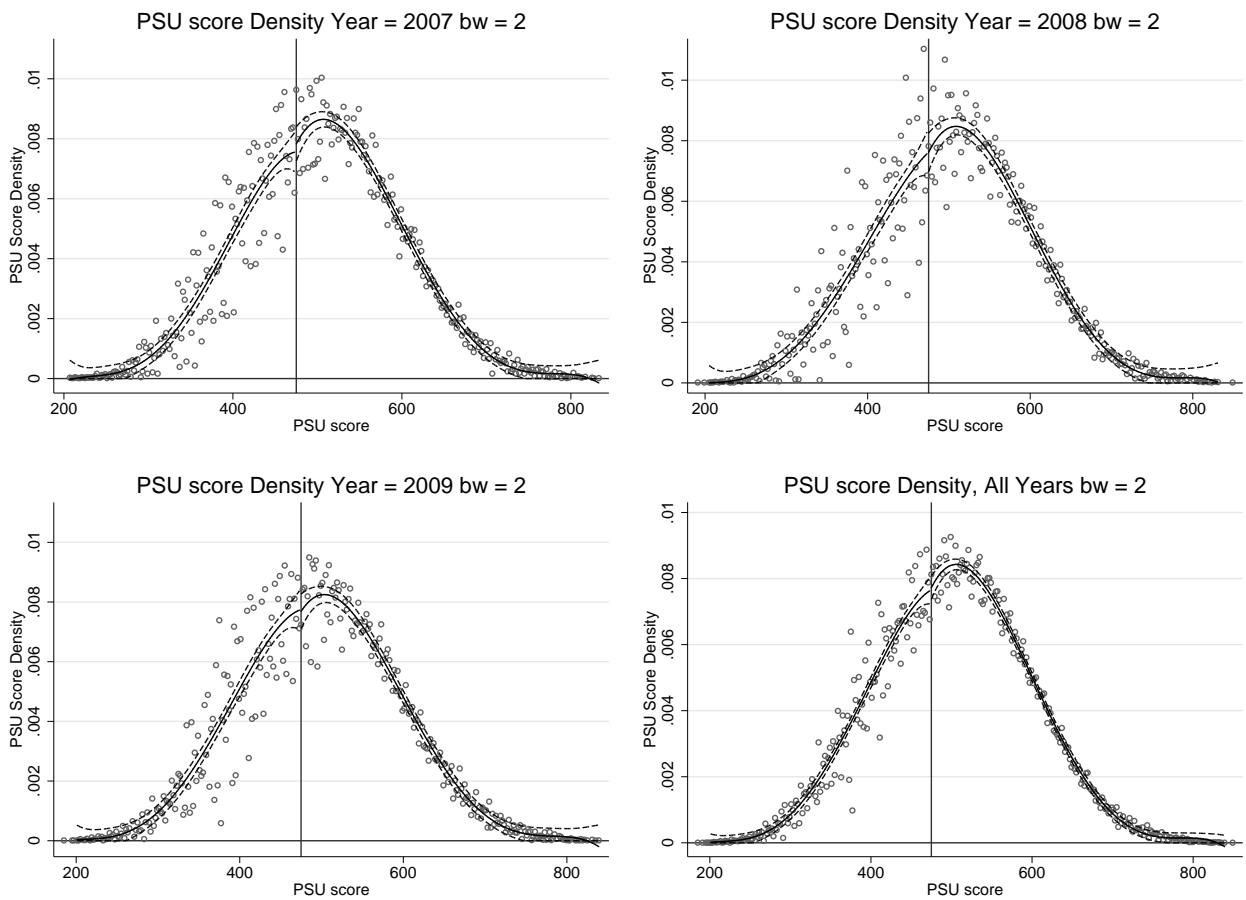 PSU score Density Year = 2007 bw = 2
PSU Score Density
0 .002 .004 .006 .008 .01
200 400 600 800
PSU score
PSU score Density Year = 2008 bw = 2
PSU Score Density
0 .002 .004 .006 .008 .01
200 400 600 800
PSU score
PSU score Density Year = 2009 bw = 2
PSU Score Density
0 .002 .004 .006 .008 .01
200 400 600 800
PSU score
PSU score Density, All Years bw = 2
PSU Score Density
0 .002 .004 .006 .008 .01
200 400 600 800
PSU score